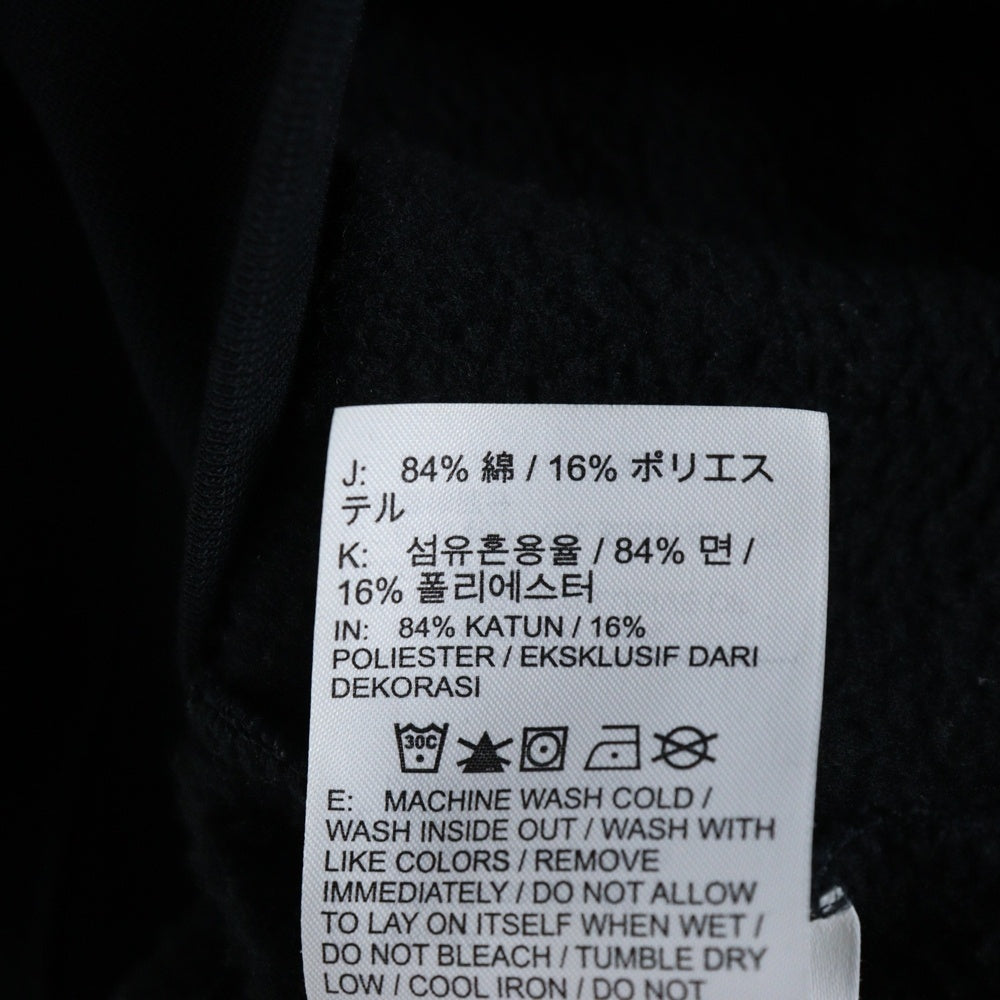 J: 84% 綿 / 16% ポリエス
テル
K: 섬유혼용율 / 84% 면 /
16% 폴리에스터
IN: 84% KATUN / 16%
POLIESTER / EKSKLUSIF DARI
DEKORASI
30C
E: MACHINE WASH COLD /
WASH INSIDE OUT / WASH WITH
LIKE COLORS / REMOVE
IMMEDIATELY / DO NOT ALLOW
TO LAY ON ITSELF WHEN WET /
DO NOT BLEACH / TUMBLE DRY
LOW / COOL IRON / DO NOT